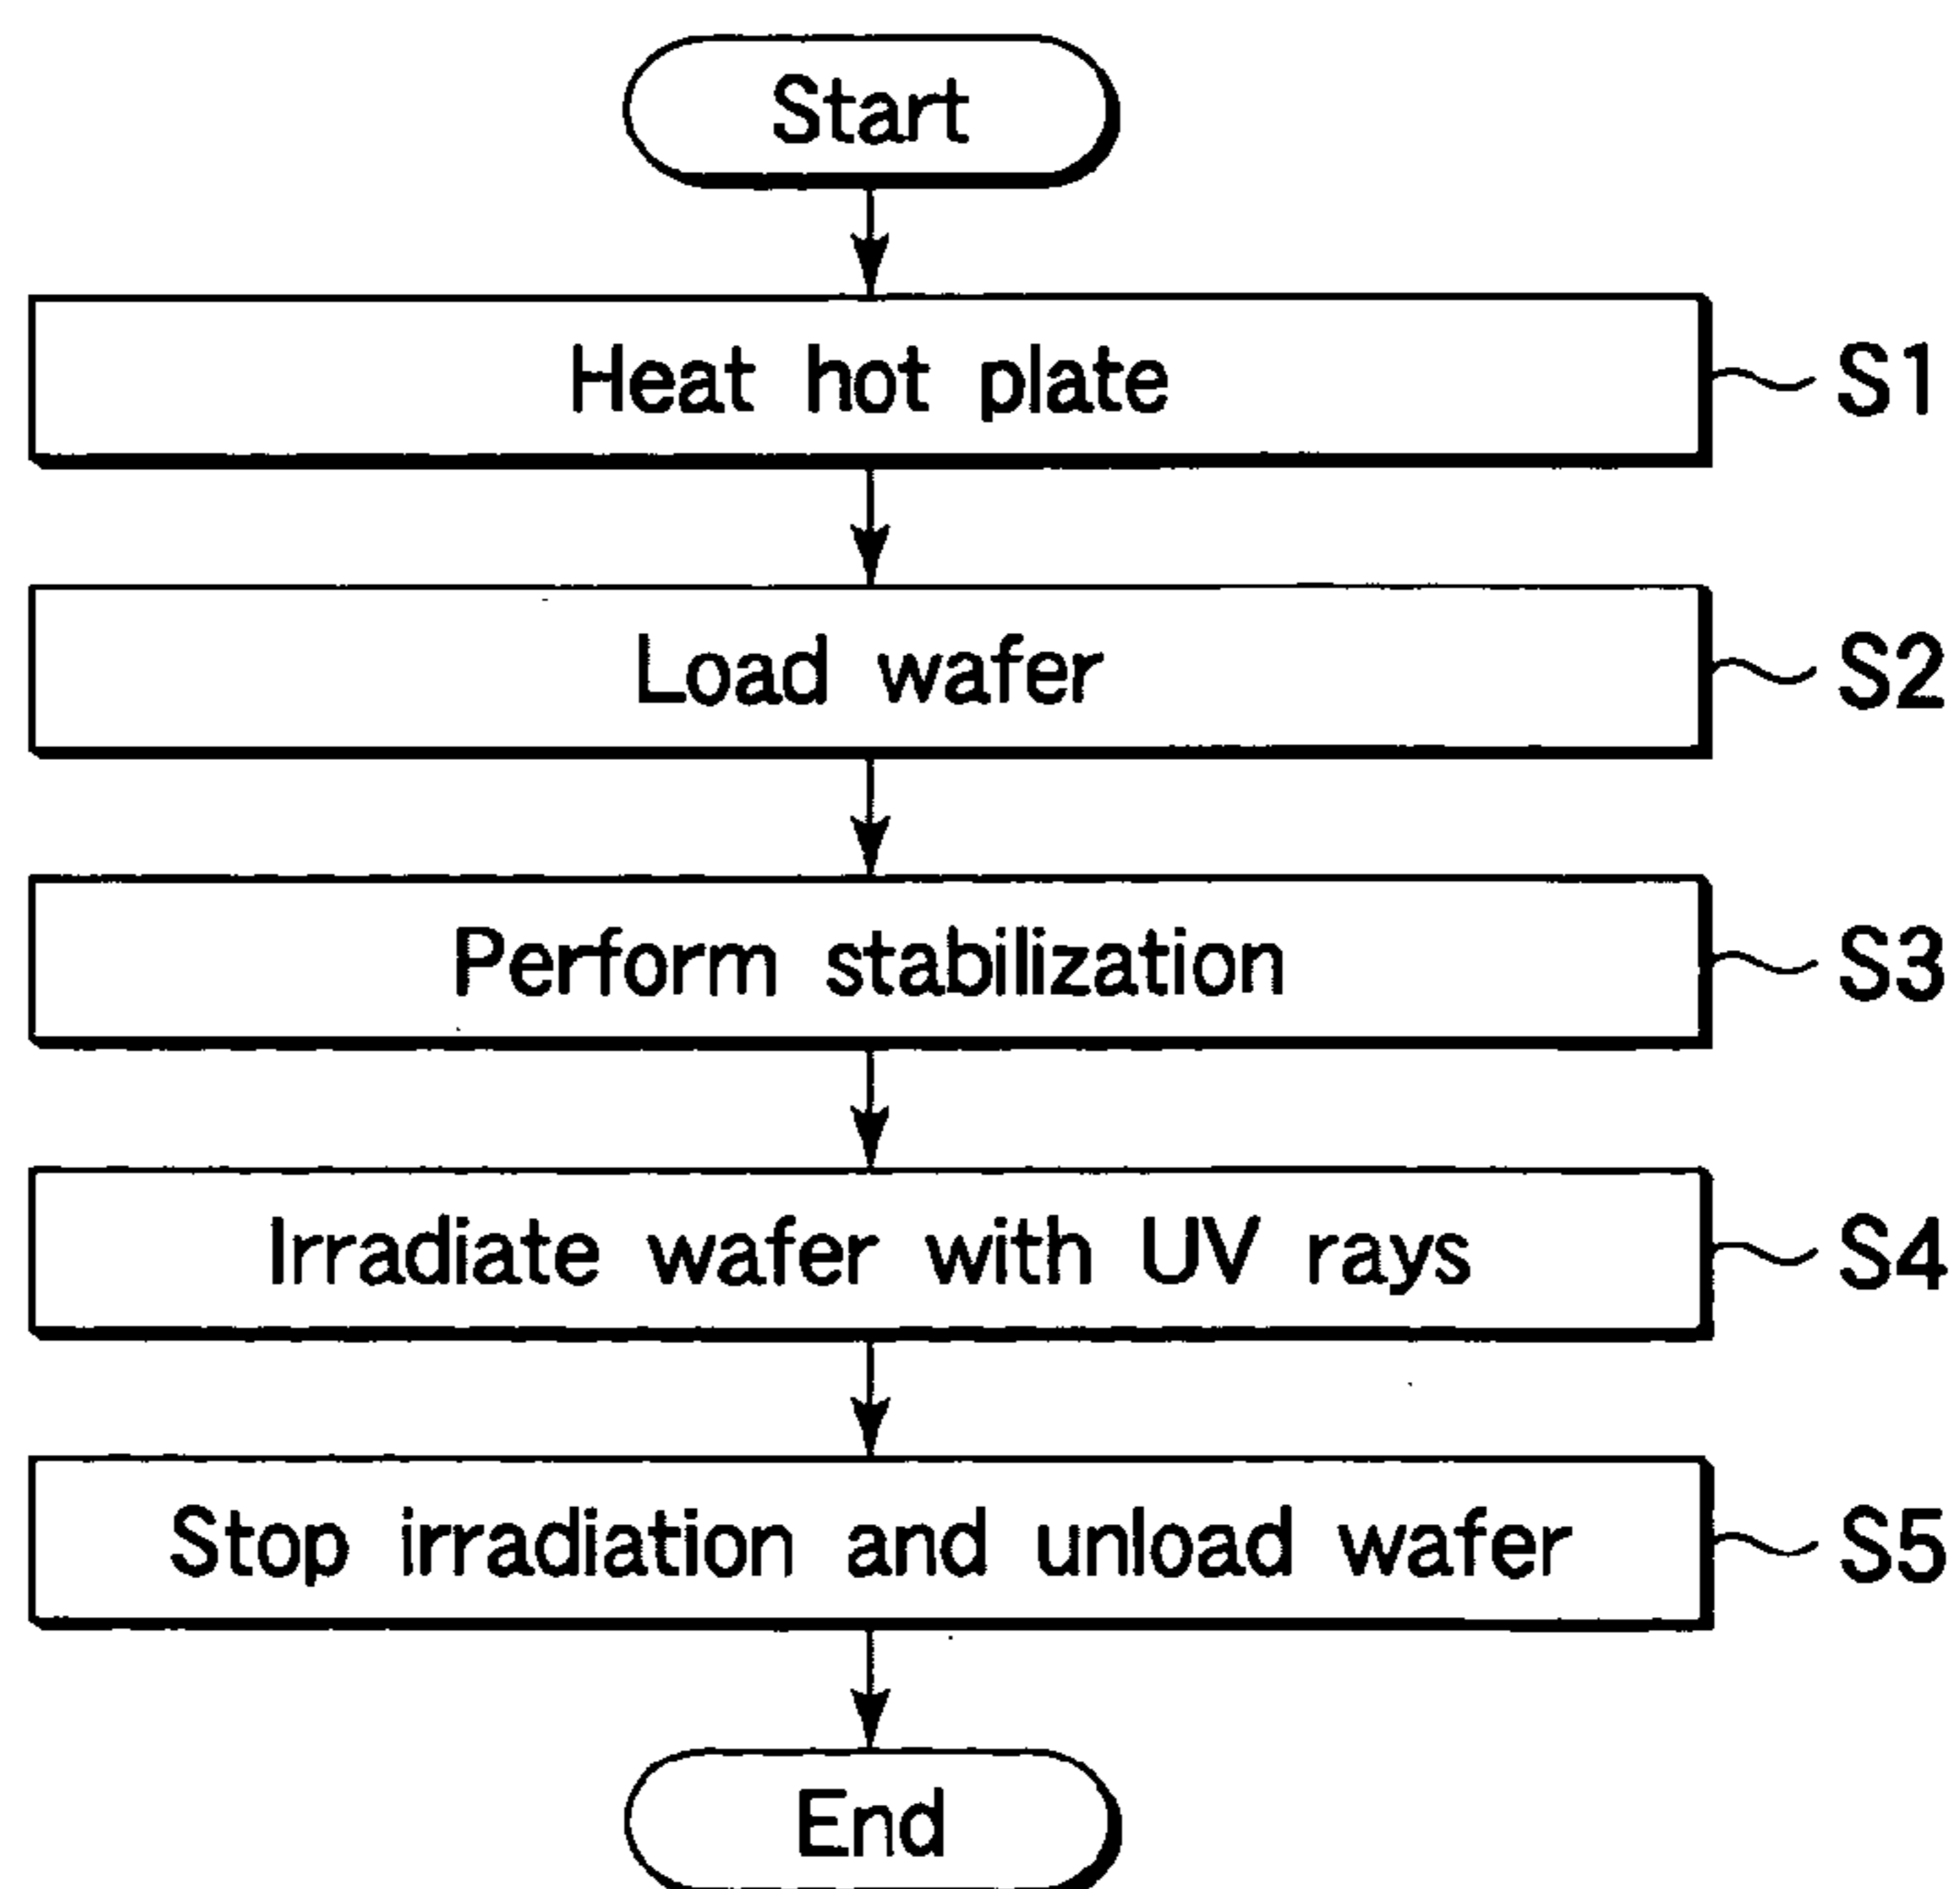 Start
Heat hot plate
S1
Load wafer
S2
Perform stabilization
S3
Irradiate wafer with UV rays
S4
Stop irradiation and unload wafer
S5
End